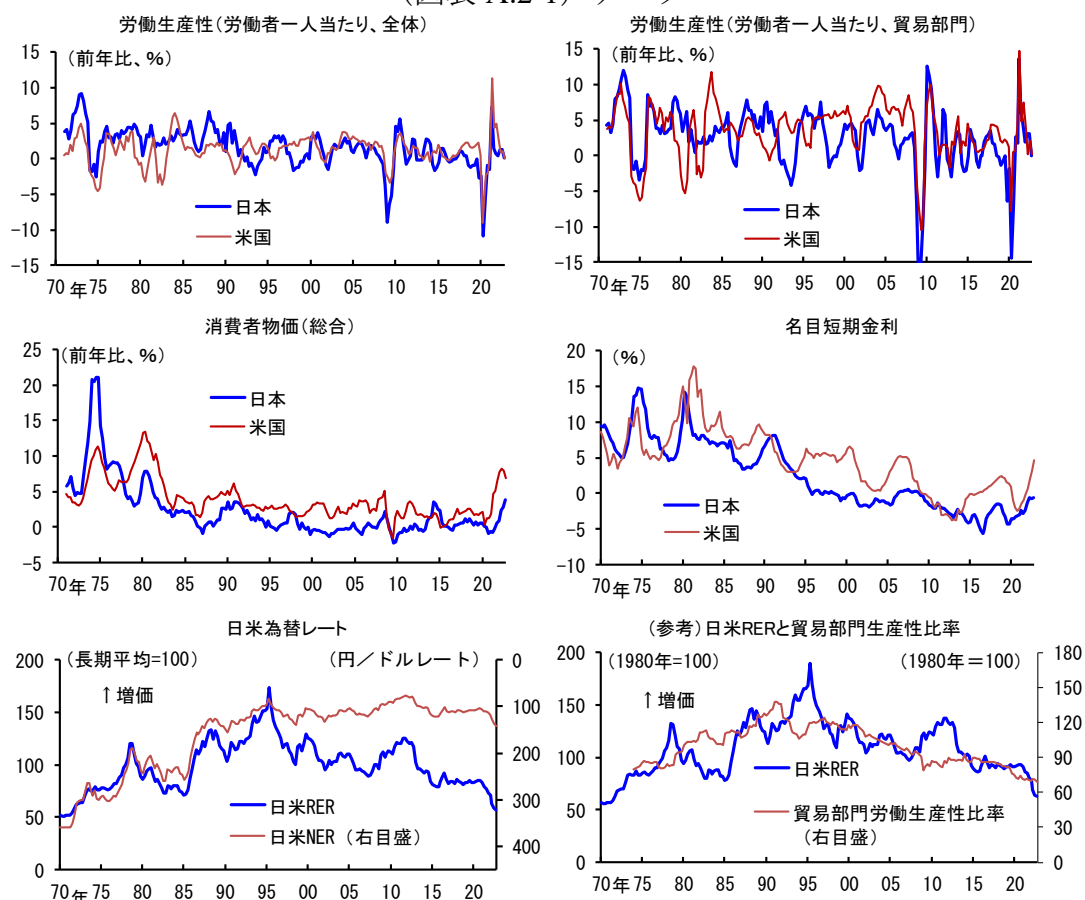 労働生産性(労働者一人当たり、全体)
(前年比、%)
15
10
5
0
-5
-10
-15
日本
米国
70年 75 80 85 90 95 00 05 10 15 20
労働生産性(労働者一人当たり、貿易部門)
(前年比、%)
15
10
5
0
-5
-10
-15
日本
米国
70年 75 80 85 90 95 00 05 10 15 20
消費者物価(総合)
(前年比、%)
25
20
15
10
5
0
-5
日本
米国
70年 75 80 85 90 95 00 05 10 15 20
名目短期金利
(%)
20
15
10
5
0
-5
-10
日本
米国
70年 75 80 85 90 95 00 05 10 15 20
日米為替レート
(長期平均=100)
(円/ドルレート)
↑増価
200
150
100
50
0
0
100
200
300
400
日米RER
日米NER(右目盛)
70年 75 80 85 90 95 00 05 10 15 20
(参考)日米RERと貿易部門生産性比率
(1980年=100)
(1980年=100)
↑増価
200
150
100
50
0
180
150
120
90
60
30
0
日米RER
貿易部門労働生産性比率
(右目盛)
70年 75 80 85 90 95 00 05 10 15 20